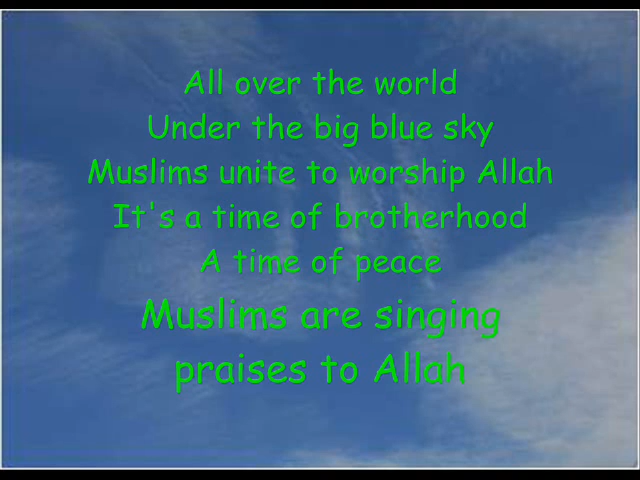 All over the world
Under the big blue sky
Muslims unite to worship Allah
It's a time of brotherhood
A time of peace
Muslims are singing
praises to Allah